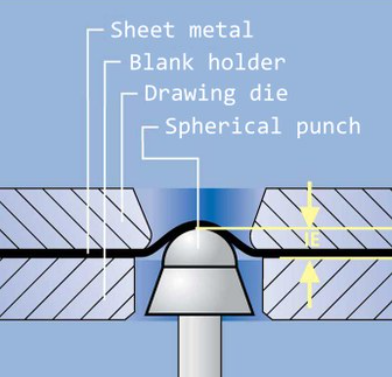 Sheet metal
Blank holder
Drawing die
Spherical punch
IE